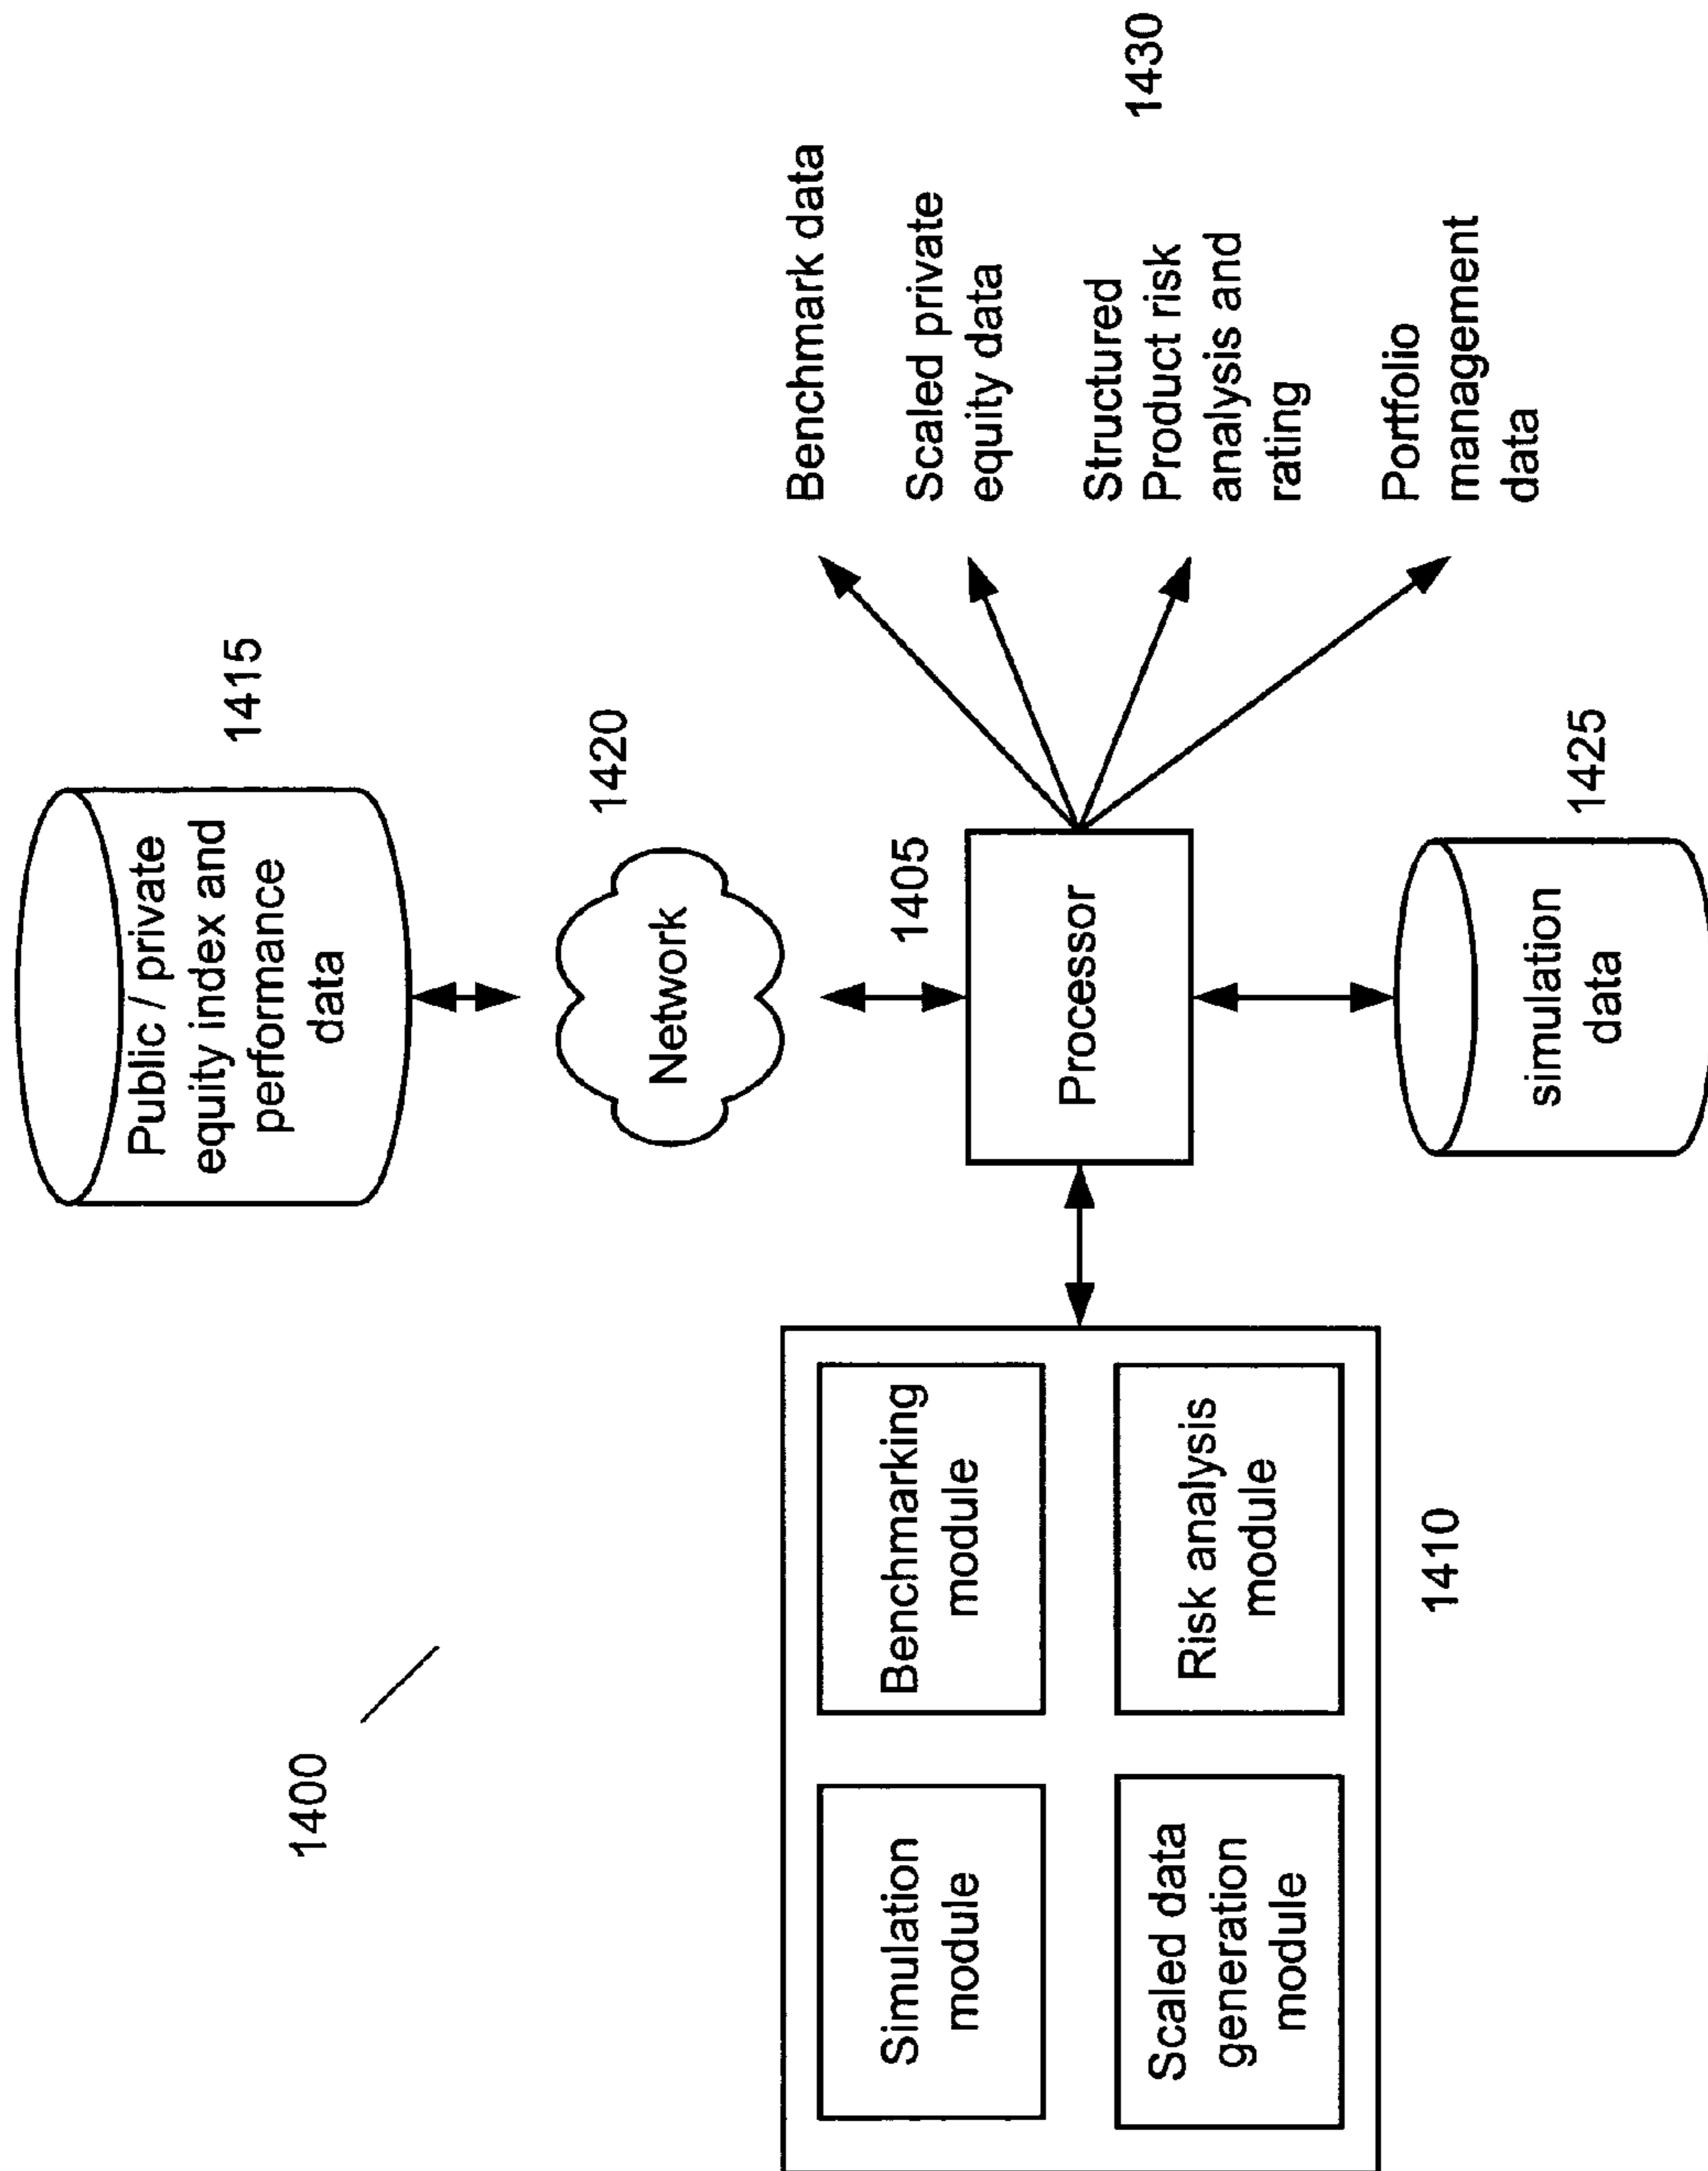 1400
Public / private
equity index and
performance
data
1415
Network
1420
1405
Processor
Simulation
module
Benchmarking
module
Scaled data
generation
module
Risk analysis
module
1410
simulation
data
1425
Benchmark data
Scaled private
equity data
Structured
Product risk
analysis and
rating
Portfolio
management
data
1430